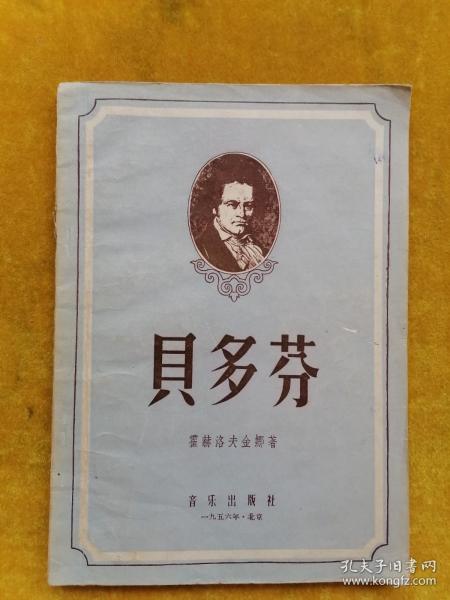 貝多芬
霍赫洛夫金娜著
音乐出版社
一九五六年·北京
孔夫子旧书网
www.kongfz.com